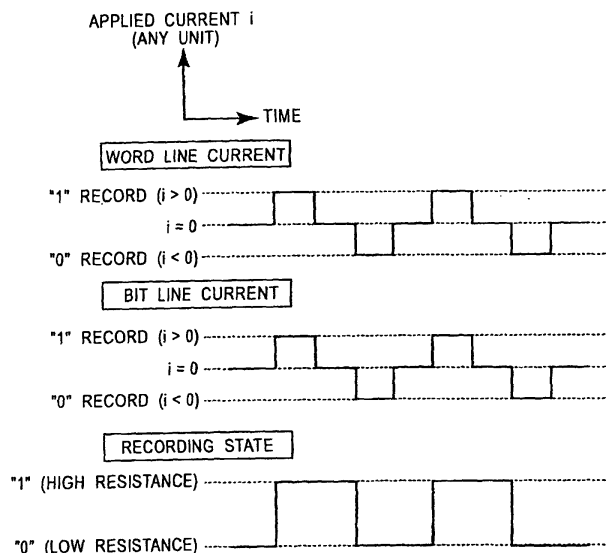 APPLIED CURRENT i
(ANY UNIT)
TIME
WORD LINE CURRENT
"1" RECORD (i > 0)
i = 0
"0" RECORD (i < 0)
BIT LINE CURRENT
"1" RECORD (i > 0)
i = 0
"0" RECORD (i < 0)
RECORDING STATE
"1" (HIGH RESISTANCE)
"0" (LOW RESISTANCE)